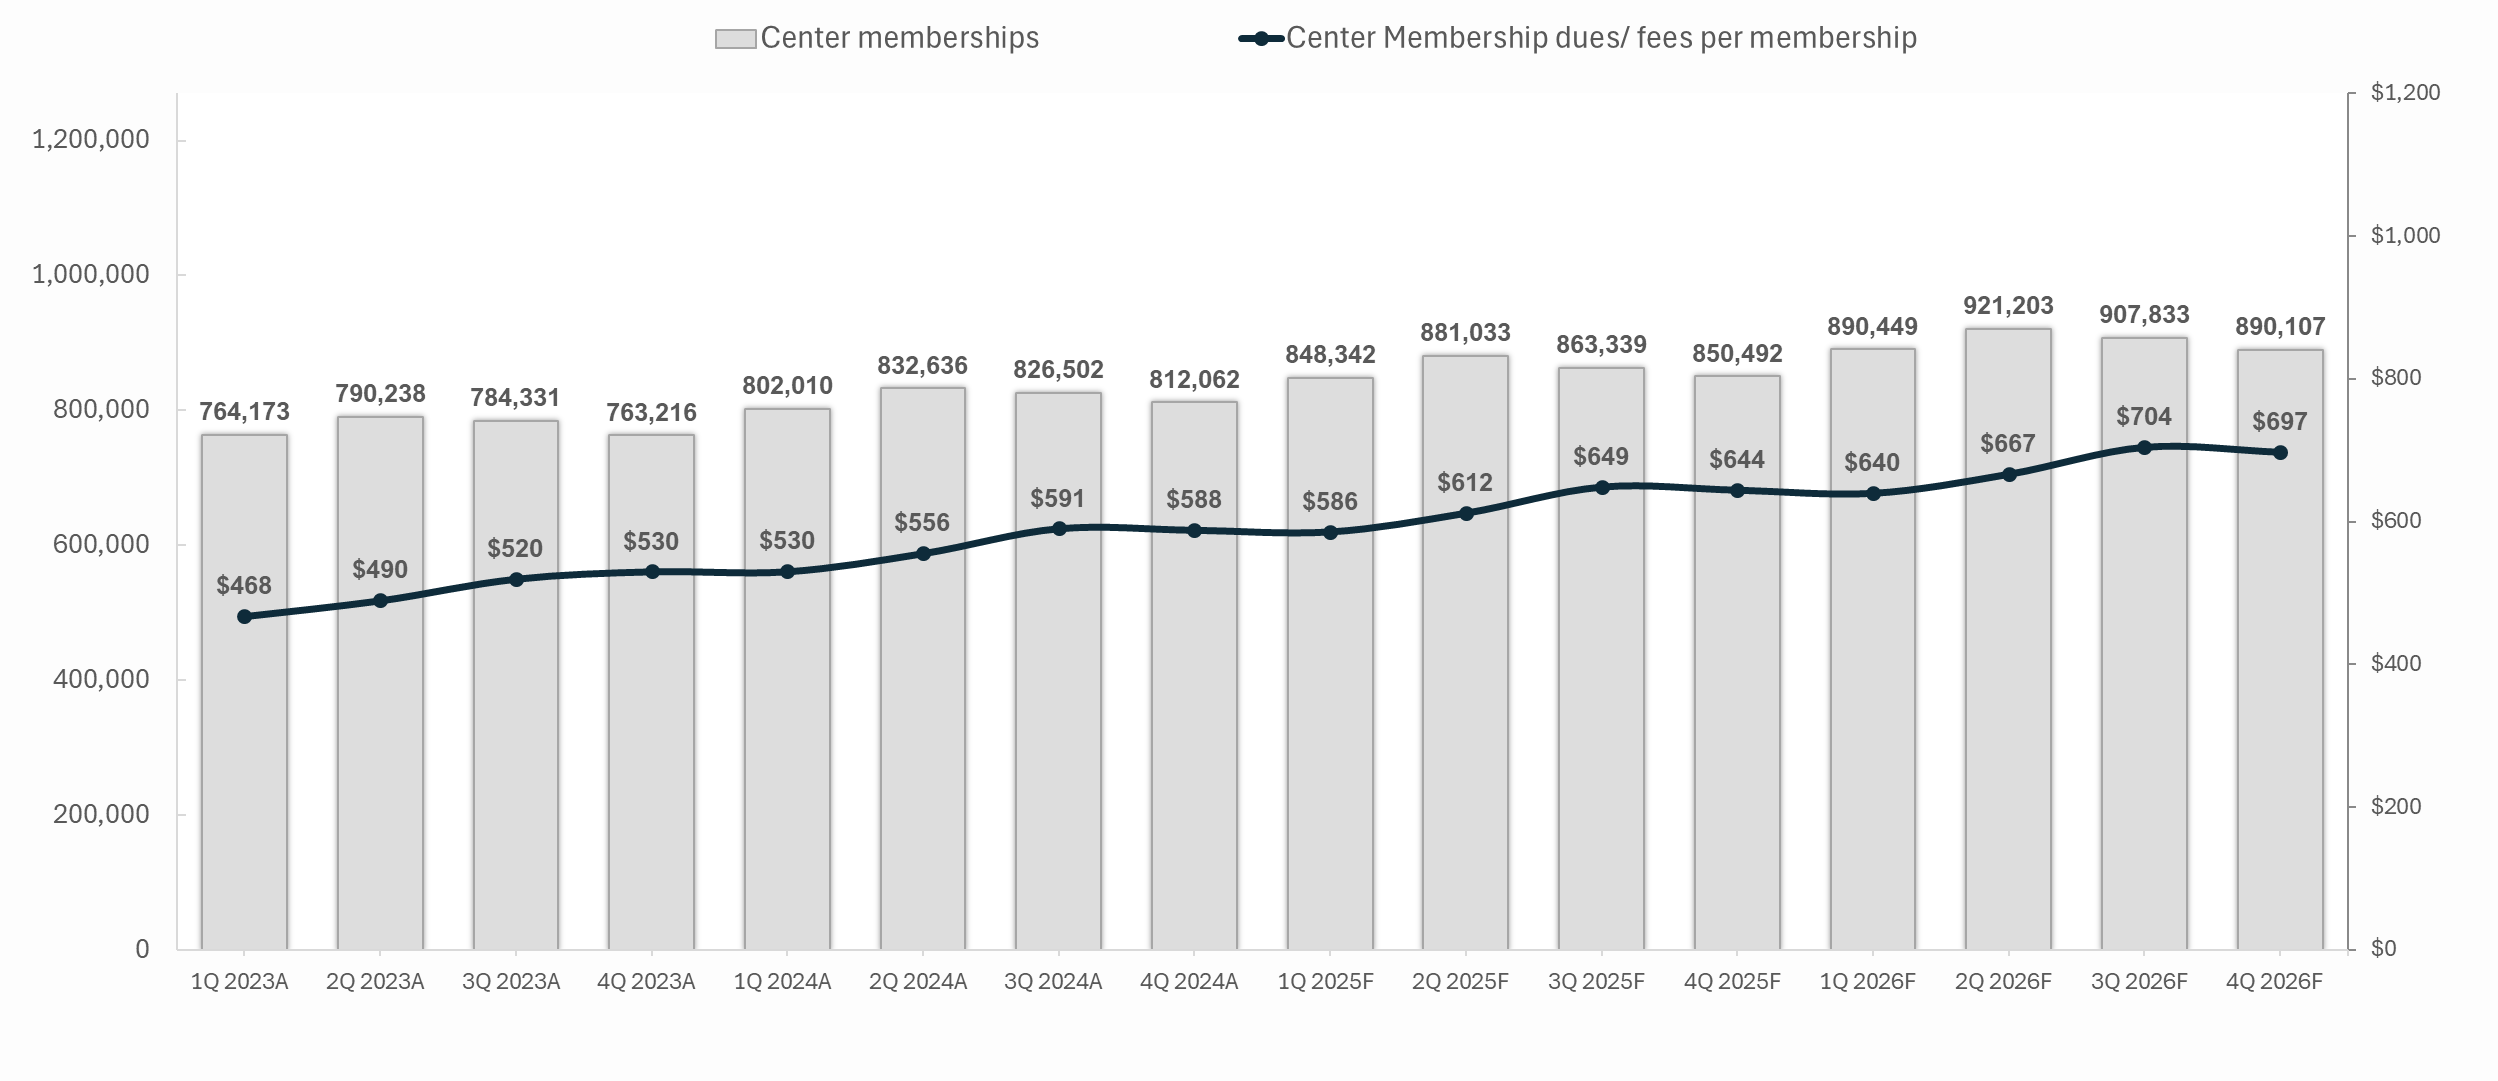 Center memberships
Center Membership dues/ fees per membership
1,200,000
1,000,000
800,000
600,000
400,000
200,000
0
$1,200
$1,000
$800
$600
$400
$200
$0
764,173
790,238
784,331
763,216
802,010
832,636
826,502
812,062
848,342
881,033
863,339
850,492
890,449
921,203
907,833
890,107
$468
$490
$520
$530
$530
$556
$591
$588
$586
$612
$649
$644
$640
$667
$704
$697
1Q 2023A
2Q 2023A
3Q 2023A
4Q 2023A
1Q 2024A
2Q 2024A
3Q 2024A
4Q 2024A
1Q 2025F
2Q 2025F
3Q 2025F
4Q 2025F
1Q 2026F
2Q 2026F
3Q 2026F
4Q 2026F